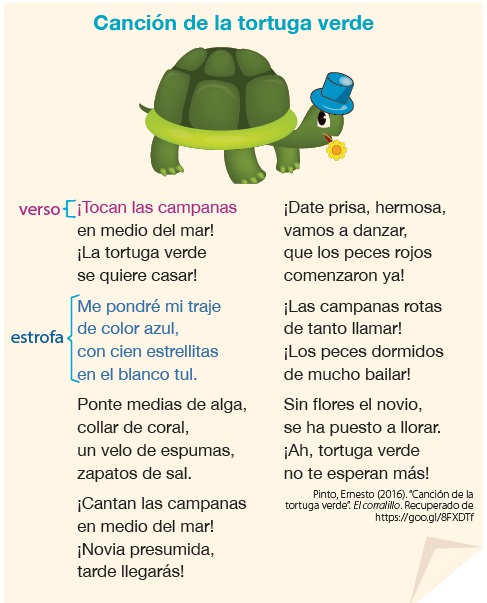 Canción de la tortuga verde
verso
¡Tocan las campanas
en medio del mar!
¡La tortuga verde
se quiere casar!
estrofa
Me pondré mi traje
de color azul,
con cien estrellitas
en el blanco tul.
Ponte medias de alga,
collar de coral,
un velo de espumas,
zapatos de sal.
¡Cantan las campanas
en medio del mar!
¡Novia presumida,
tarde llegarás!
¡Date prisa, hermosa,
vamos a danzar,
que los peces rojos
comenzaron ya!
¡Las campanas rotas
de tanto llamar!
¡Los peces dormidos
de mucho bailar!
Sin flores el novio,
se ha puesto a llorar.
¡Ah, tortuga verde
no te esperan más!
Pinto, Ernesto (2016). “Canción de la
tortuga verde”. El corralillo. Recuperado de
https://goo.gl/8FXDTf